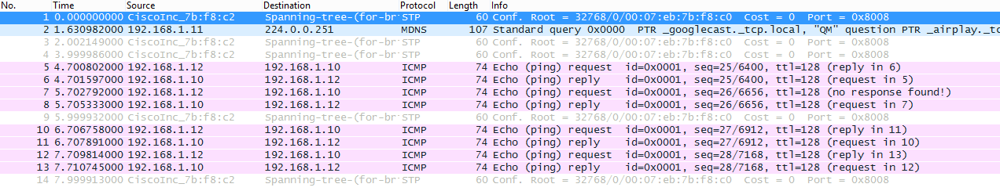 No. Time Source Destination Protocol Length Info
1 0.000000000 CiscoInc_7b:f8:c2 Spanning-tree-(for-br STP 60 Conf. Root = 32768/0/00:07:eb:7b:f8:c0 Cost = 0 Port = 0x8008
2 1.630982000 192.168.1.11 224.0.0.251 MDNS 107 Standard query 0x0000 PTR _googlecast._tcp.local, "QM" question PTR _airplay._tc
3 2.002149000 CiscoInc_7b:f8:c2 Spanning-tree-(for-br STP 60 Conf. Root = 32768/0/00:07:eb:7b:f8:c0 Cost = 0 Port = 0x8008
4 3.999986000 CiscoInc_7b:f8:c2 Spanning-tree-(for-br STP 60 Conf. Root = 32768/0/00:07:eb:7b:f8:c0 Cost = 0 Port = 0x8008
5 4.700802000 192.168.1.12 192.168.1.10 ICMP 74 Echo (ping) request id=0x0001, seq=25/6400, ttl=128 (reply in 6)
6 4.701597000 192.168.1.10 192.168.1.12 ICMP 74 Echo (ping) reply id=0x0001, seq=25/6400, ttl=128 (request in 5)
7 5.702792000 192.168.1.12 192.168.1.10 ICMP 74 Echo (ping) request id=0x0001, seq=26/6656, ttl=128 (no response found!)
8 5.705333000 192.168.1.10 192.168.1.12 ICMP 74 Echo (ping) reply id=0x0001, seq=26/6656, ttl=128 (request in 7)
9 5.999932000 CiscoInc_7b:f8:c2 Spanning-tree-(for-br STP 60 Conf. Root = 32768/0/00:07:eb:7b:f8:c0 Cost = 0 Port = 0x8008
10 6.706758000 192.168.1.12 192.168.1.10 ICMP 74 Echo (ping) request id=0x0001, seq=27/6912, ttl=128 (reply in 11)
11 6.707891000 192.168.1.10 192.168.1.12 ICMP 74 Echo (ping) reply id=0x0001, seq=27/6912, ttl=128 (request in 10)
12 7.709814000 192.168.1.12 192.168.1.10 ICMP 74 Echo (ping) request id=0x0001, seq=28/7168, ttl=128 (reply in 13)
13 7.710745000 192.168.1.10 192.168.1.12 ICMP 74 Echo (ping) reply id=0x0001, seq=28/7168, ttl=128 (request in 12)
14 7.999913000 CiscoInc_7b:f8:c2 Spanning-tree-(for-br STP 60 Conf. Root = 32768/0/00:07:eb:7b:f8:c0 Cost = 0 Port = 0x8008